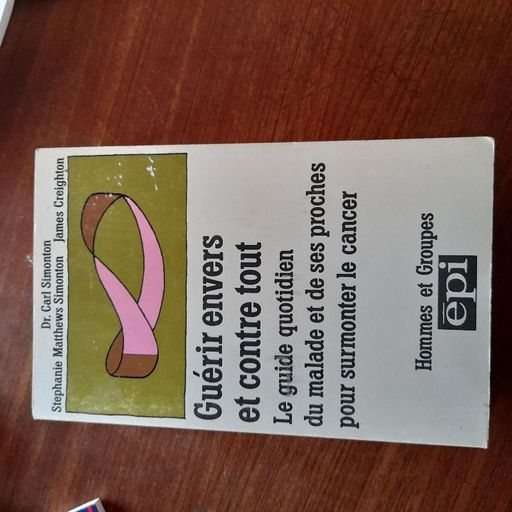 Dr. Carl Simonton
Stephanie Matthews Simonton James Creighton
Guérir envers
et contre tout
Le guide quotidien
du malade et de ses proches
pour surmonter le cancer
Hommes et Groupes
epi